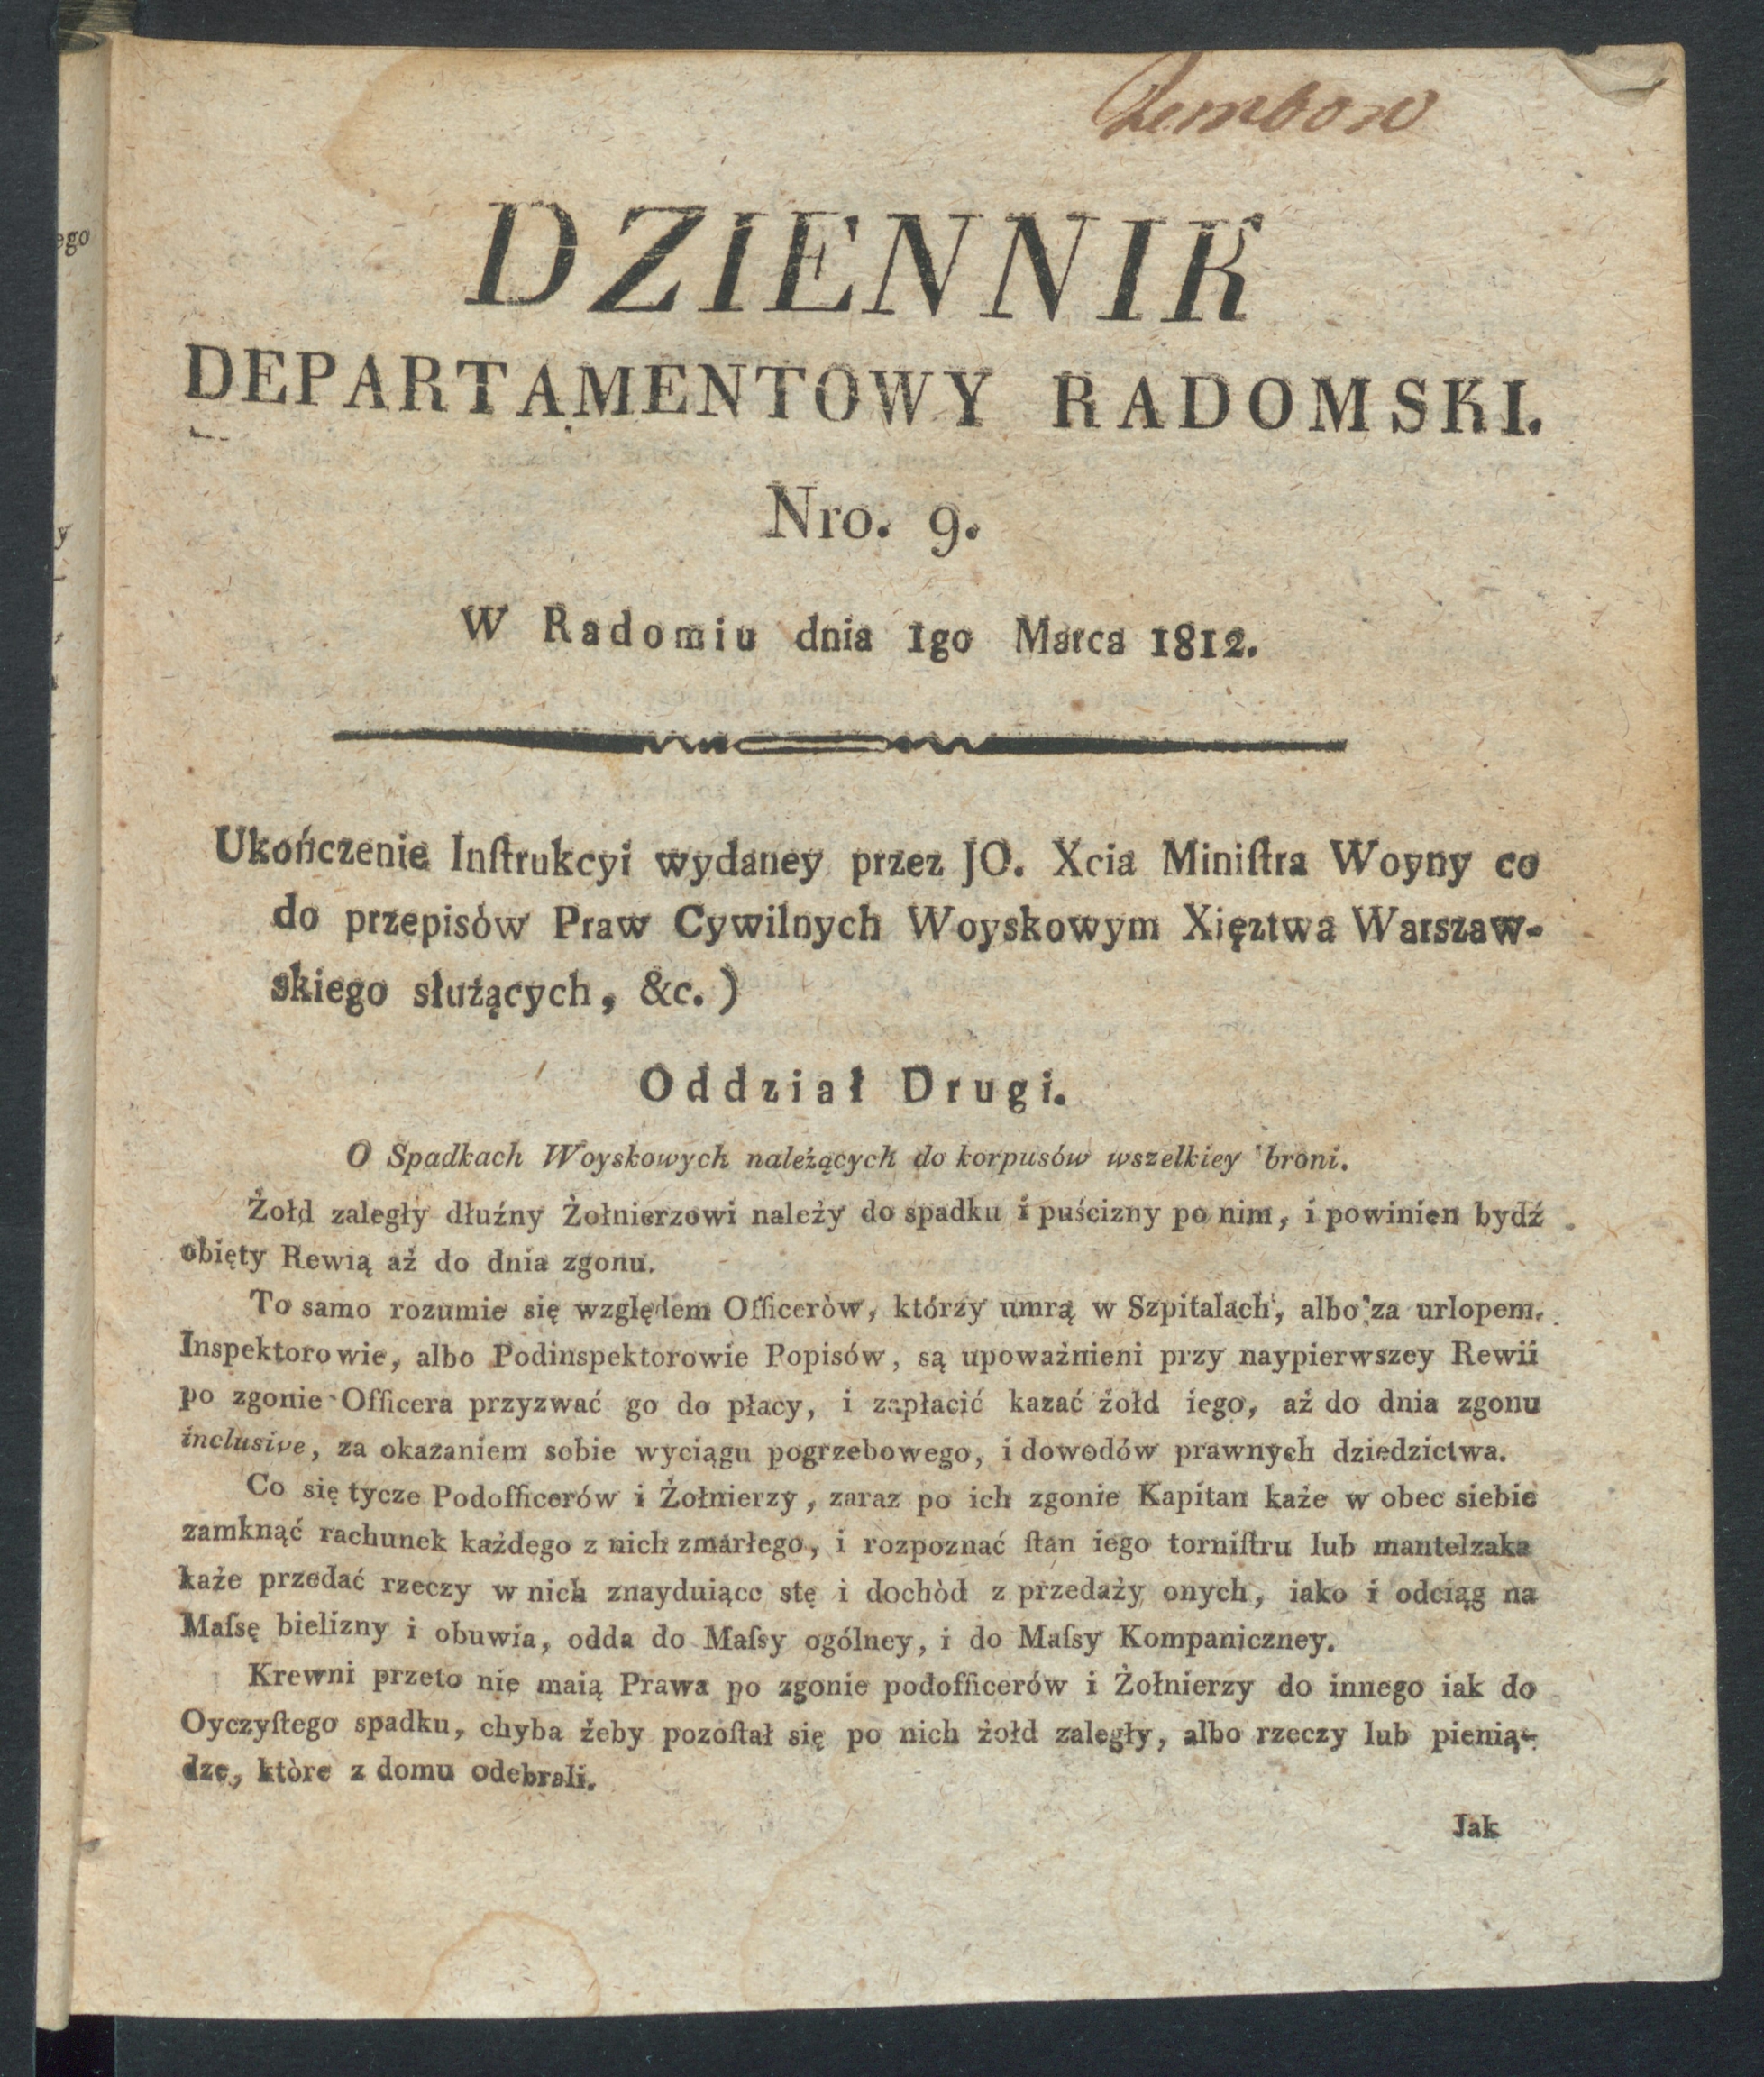 DZIENNIK
DEPARTAMENTOWY RADOMSKI.
Nro. 9.
W Radomiu dnia 1go Marca 1812.
Ukończenie Inſtrukcyi wydaney przez JO. Xcia Miniſtra Woyny co
do przepisów Praw Cywilnych Woyskowym Xięztwa Warszaw-
skiego służących, &c.)
Oddział Drugi.
O Spadkach Woyskowych należących do korpusów wszelkiey broni.
Żołd zaległy dłużny Żołnierzowi należy do spadku i puścizny po nim, i powinien bydź
obięty Rewią aż do dnia zgonu.
To samo rozumie się względem Officeròw, którzy umrą w Szpitalach, albo za urlopem.
Inspektorowie, albo Podinspektorowie Popisów, są upoważnieni przy naypierwszey Rewii
po zgonie Officera przyzwać go do płacy, i zapłacić kazać żołd iego, aż do dnia zgonu
inclusive, za okazaniem sobie wyciągu pogrzebowego, i dowodów prawnych dziedzictwa.
Co się tycze Podofficerów i Żołnierzy, zaraz po ich zgonie Kapitan każe w obec siebie
zamknąć rachunek każdego z nich zmarłego, i rozpoznać ſtan iego torniſtru lub mantelzaka
każe przedać rzeczy w nich znayduiące stę i dochòd z przedaży onych, iako i odciąg na
Maſsę bielizny i obuwia, odda do Maſsy ogólney, i do Maſsy Kompaniczney.
Krewni przeto nie maią Prawa po zgonie podofficerów i Żołnierzy do innego iak do
Oyczyſtego spadku, chyba żeby pozoſtał się po nich żołd zaległy, albo rzeczy lub pienią-
dze, któro z domu odebrali.
Jak
ego
y